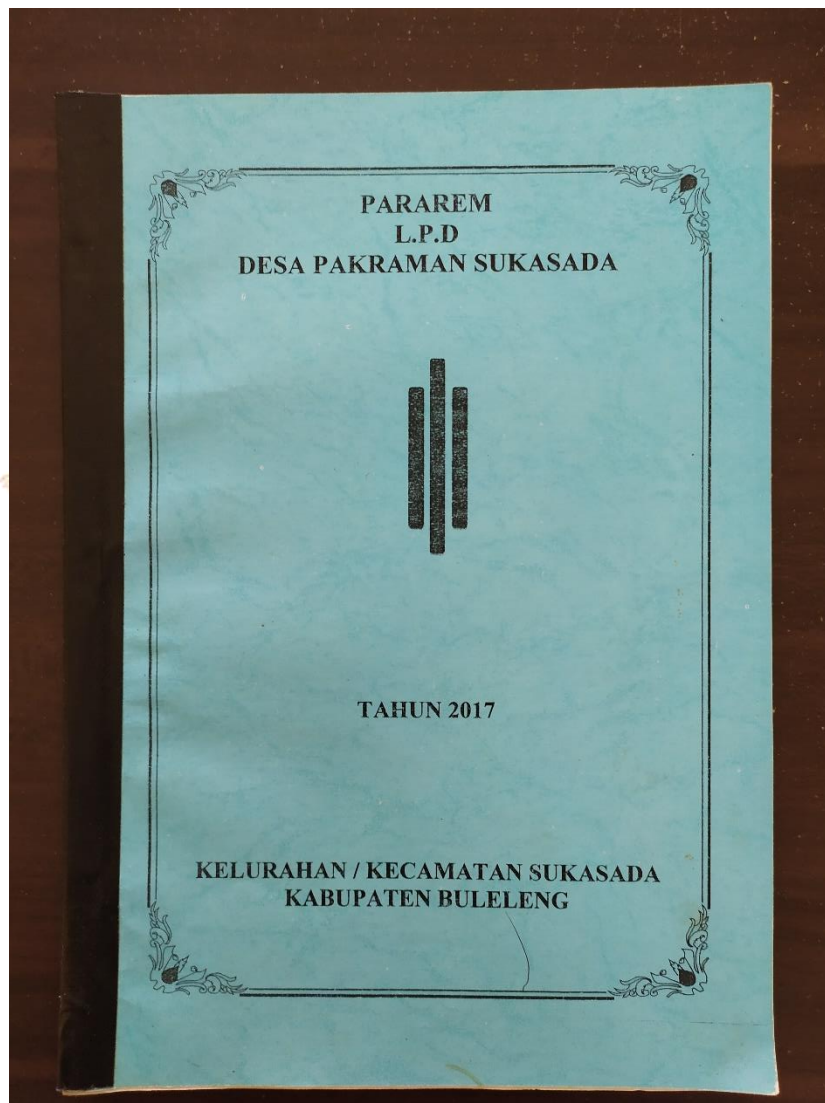 PARAREM
L.P.D
DESA PAKRAMAN SUKASADA
TAHUN 2017
KELURAHAN / KECAMATAN SUKASADA
KABUPATEN BULELENG